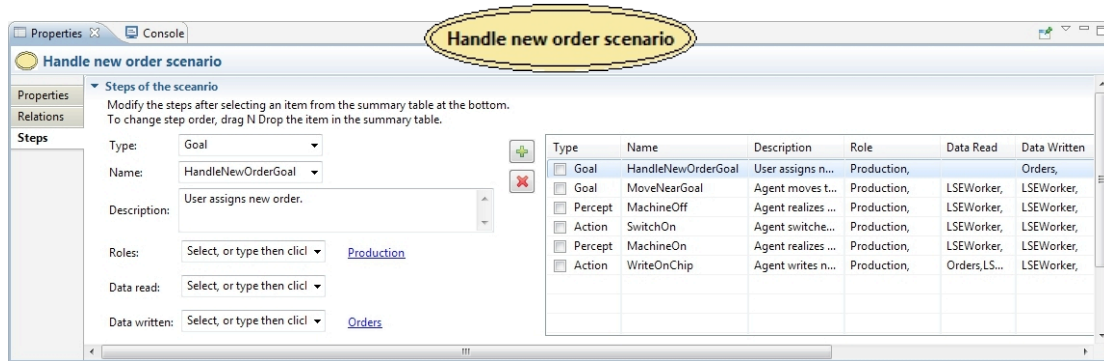 Properties
Console
Handle new order scenario
Handle new order scenario
Properties
Relations
Steps
Steps of the sceanrio
Modify the steps after selecting an item from the summary table at the bottom.
To change step order, drag N Drop the item in the summary table.
Type: Goal
Name: HandleNewOrderGoal
Description: User assigns new order.
Roles: Select, or type then clicl Production
Data read: Select, or type then clicl
Data written: Select, or type then clicl Orders
Type Name Description Role Data Read Data Written
Goal HandleNewOrderGoal User assigns n... Production, Orders,
Goal MoveNearGoal Agent moves t... Production, LSEWorker, LSEWorker,
Percept MachineOff Agent realizes ... Production, LSEWorker, LSEWorker,
Action SwitchOn Agent switche... Production, LSEWorker, LSEWorker,
Percept MachineOn Agent realizes ... Production, LSEWorker, LSEWorker,
Action WriteOnChip Agent writes n... Production, Orders,LS... LSEWorker,